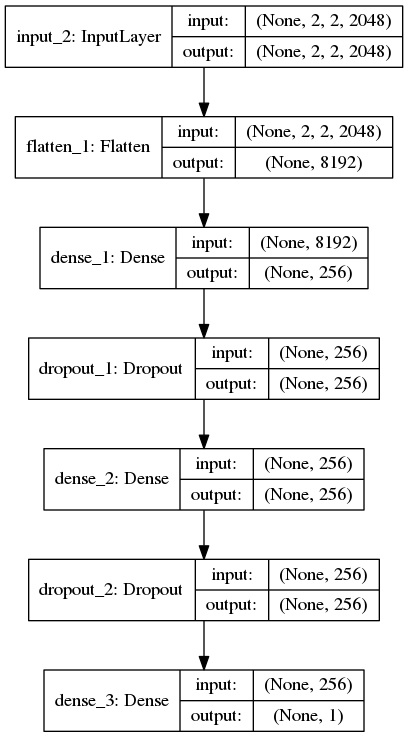 input_2: InputLayer
input: (None, 2, 2, 2048)
output: (None, 2, 2, 2048)
flatten_1: Flatten
input: (None, 2, 2, 2048)
output: (None, 8192)
dense_1: Dense
input: (None, 8192)
output: (None, 256)
dropout_1: Dropout
input: (None, 256)
output: (None, 256)
dense_2: Dense
input: (None, 256)
output: (None, 256)
dropout_2: Dropout
input: (None, 256)
output: (None, 256)
dense_3: Dense
input: (None, 256)
output: (None, 1)